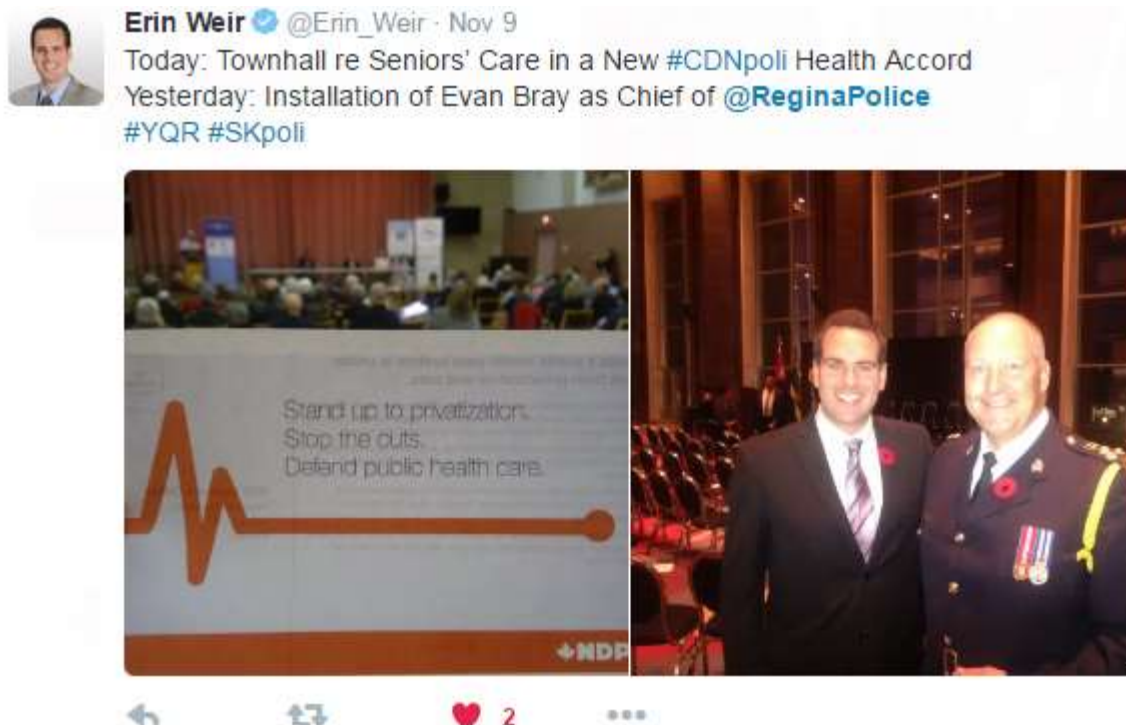 Erin Weir @Erin_Weir · Nov 9
Today: Townhall re Seniors' Care in a New #CDNpoli Health Accord
Yesterday: Installation of Evan Bray as Chief of @ReginaPolice
#YQR #SKpoli
Stand up to privatization.
Stop the cuts.
Defend public health care.
NDP
2